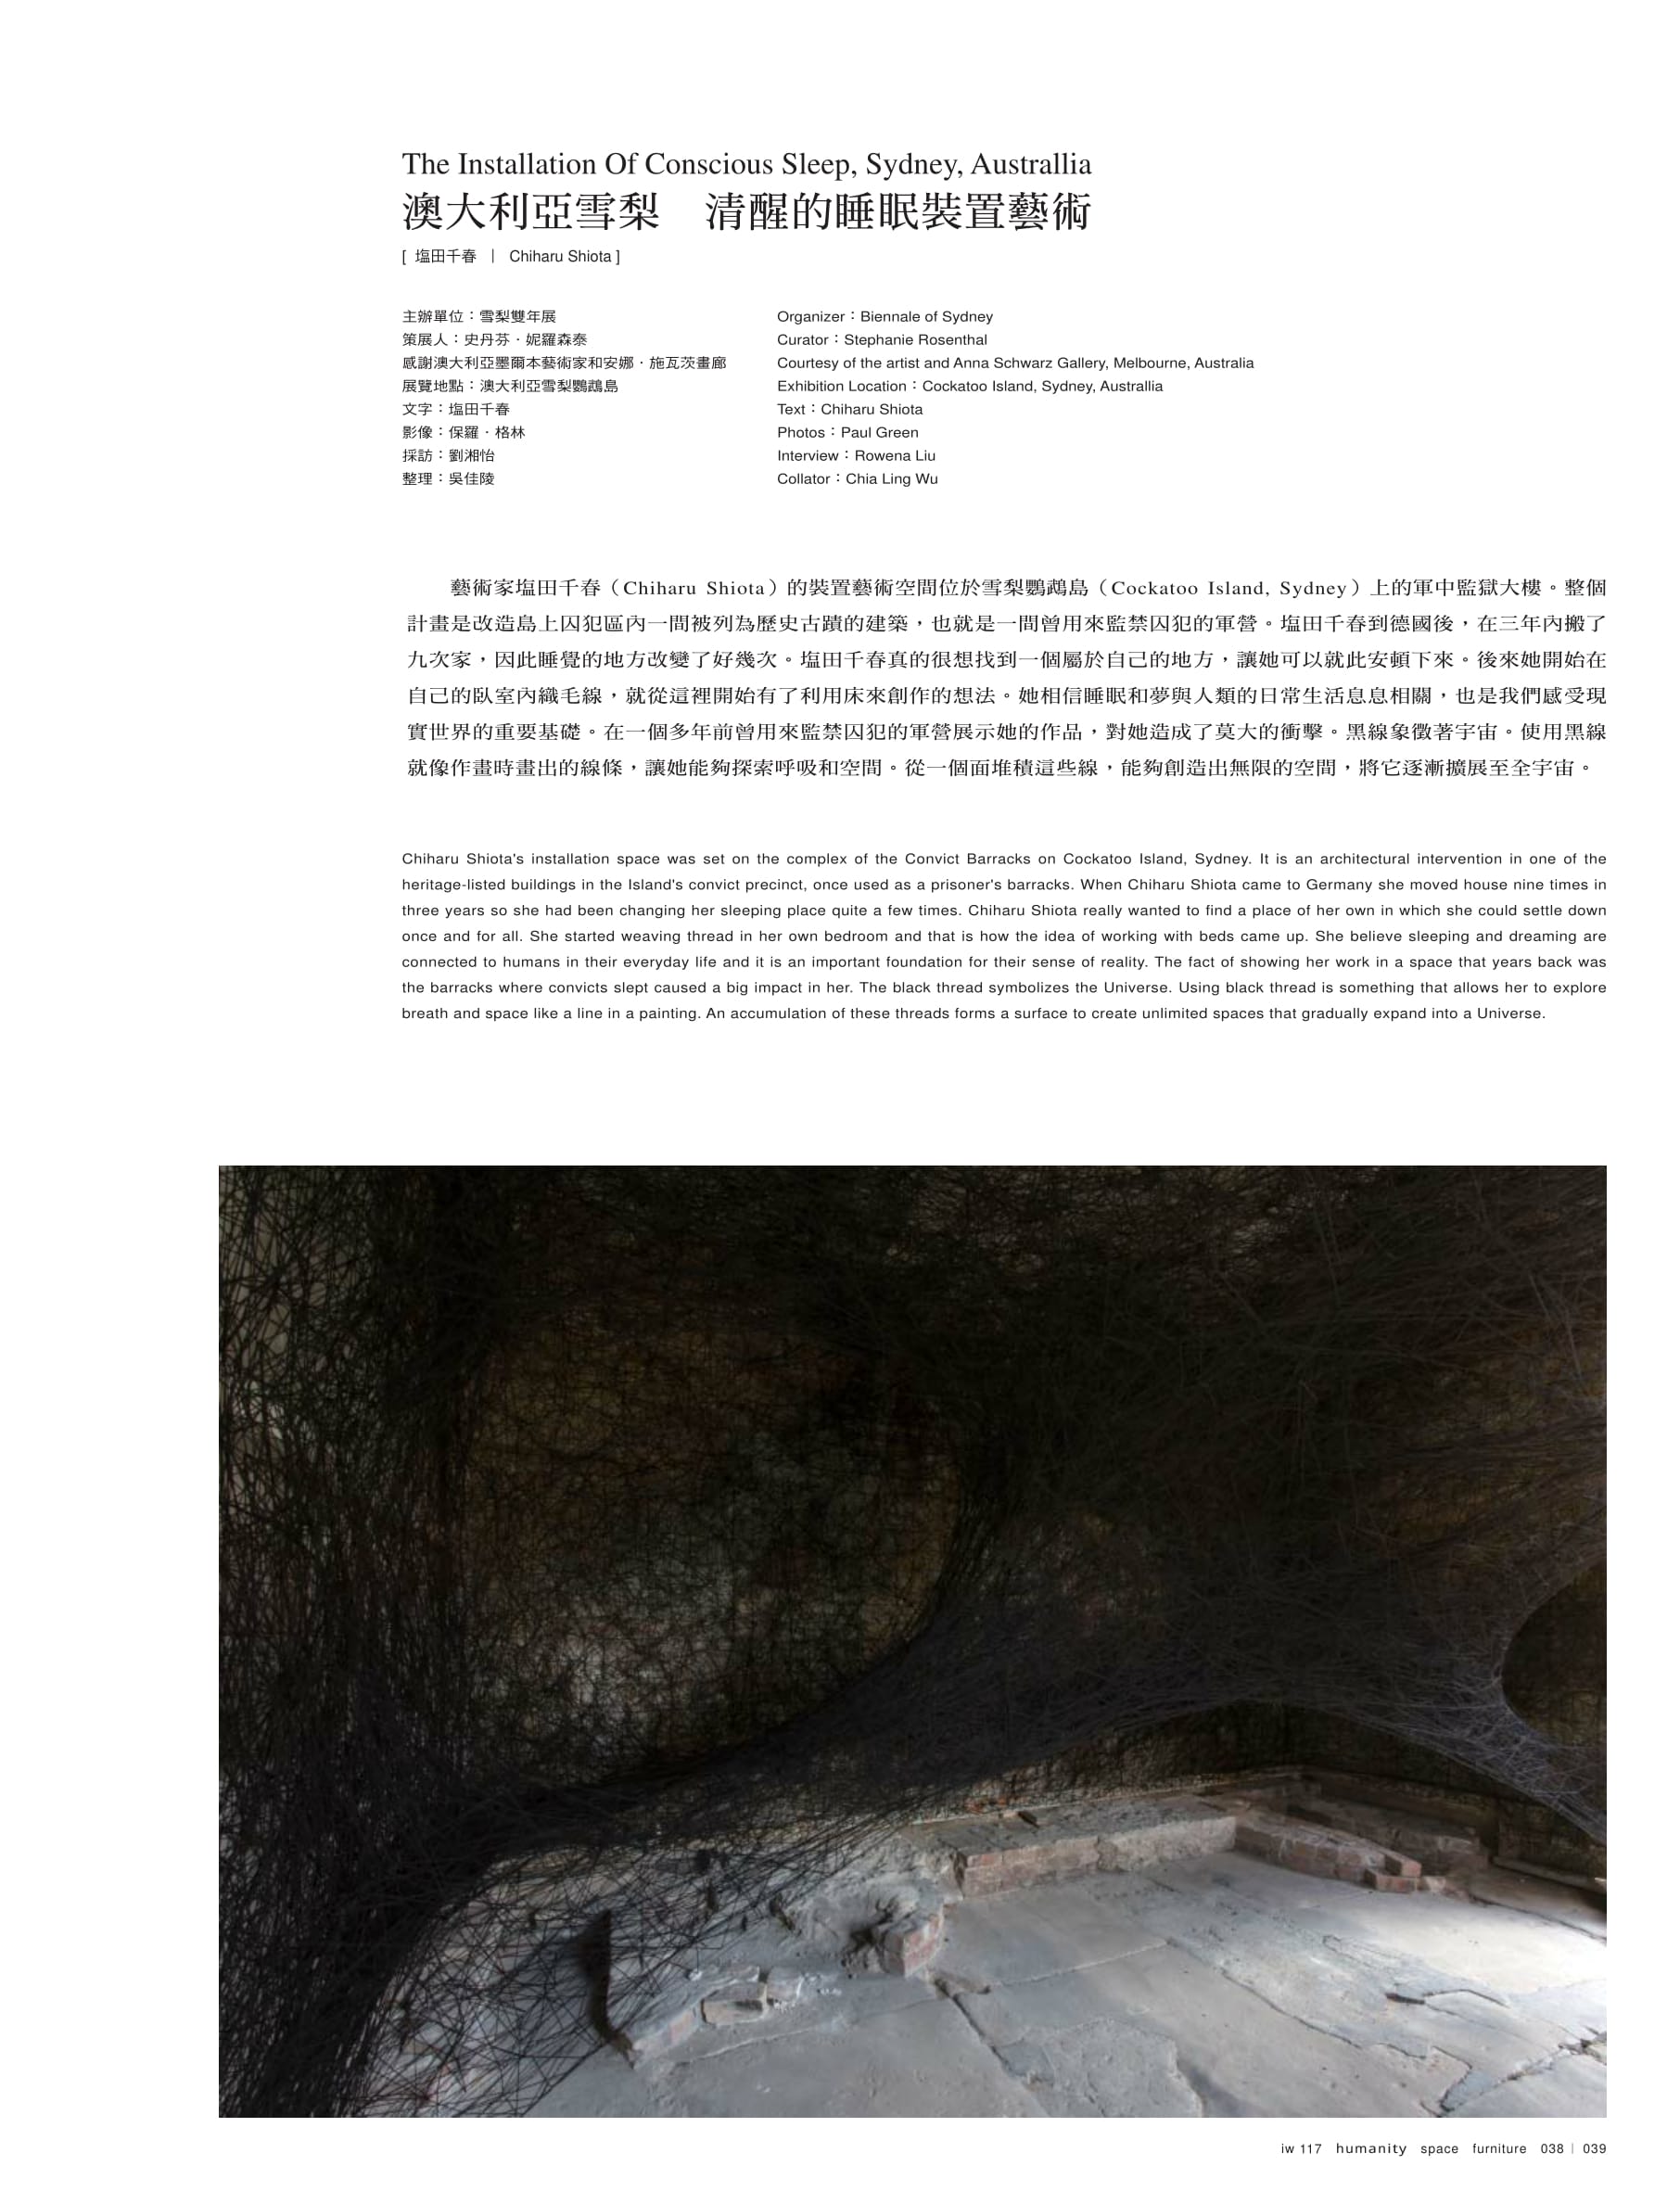 The Installation Of Conscious Sleep, Sydney, Australlia
澳大利亞雪梨　清醒的睡眠裝置藝術
[ 塩田千春 | Chiharu Shiota ]
主辦單位：雪梨雙年展
策展人：史丹芬．妮羅森泰
感謝澳大利亞墨爾本藝術家和安娜．施瓦茨畫廊
展覽地點：澳大利亞雪梨鸚鵡島
文字：塩田千春
影像：保羅．格林
採訪：劉湘怡
整理：吳佳陵
Organizer：Biennale of Sydney
Curator：Stephanie Rosenthal
Courtesy of the artist and Anna Schwarz Gallery, Melbourne, Australia
Exhibition Location：Cockatoo Island, Sydney, Australlia
Text：Chiharu Shiota
Photos：Paul Green
Interview：Rowena Liu
Collator：Chia Ling Wu
藝術家塩田千春（Chiharu Shiota）的裝置藝術空間位於雪梨鸚鵡島（Cockatoo Island, Sydney）上的軍中監獄大樓。整個
計畫是改造島上囚犯區內一間被列為歷史古蹟的建築，也就是一間曾用來監禁囚犯的軍營。塩田千春到德國後，在三年內搬了
九次家，因此睡覺的地方改變了好幾次。塩田千春真的很想找到一個屬於自己的地方，讓她可以就此安頓下來。後來她開始在
自己的臥室內織毛線，就從這裡開始有了利用床來創作的想法。她相信睡眠和夢與人類的日常生活息息相關，也是我們感受現
實世界的重要基礎。在一個多年前曾用來監禁囚犯的軍營展示她的作品，對她造成了莫大的衝擊。黑線象徵著宇宙。使用黑線
就像作畫時畫出的線條，讓她能夠探索呼吸和空間。從一個面堆積這些線，能夠創造出無限的空間，將它逐漸擴展至全宇宙。
Chiharu Shiota's installation space was set on the complex of the Convict Barracks on Cockatoo Island, Sydney. It is an architectural intervention in one of the
heritage-listed buildings in the Island's convict precinct, once used as a prisoner's barracks. When Chiharu Shiota came to Germany she moved house nine times in
three years so she had been changing her sleeping place quite a few times. Chiharu Shiota really wanted to find a place of her own in which she could settle down
once and for all. She started weaving thread in her own bedroom and that is how the idea of working with beds came up. She believe sleeping and dreaming are
connected to humans in their everyday life and it is an important foundation for their sense of reality. The fact of showing her work in a space that years back was
the barracks where convicts slept caused a big impact in her. The black thread symbolizes the Universe. Using black thread is something that allows her to explore
breath and space like a line in a painting. An accumulation of these threads forms a surface to create unlimited spaces that gradually expand into a Universe.
iw 117 humanity space furniture 038 | 039